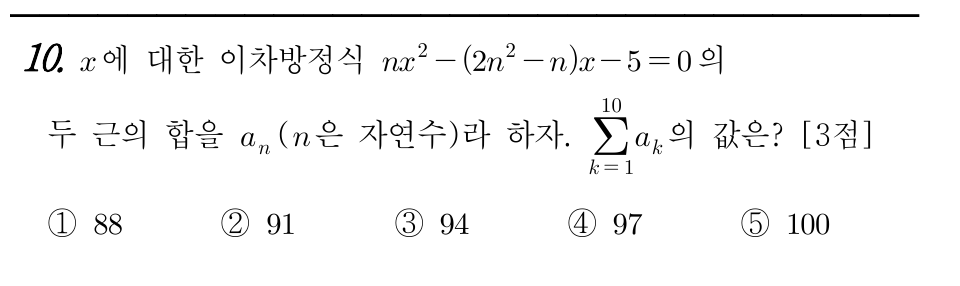 10. x에 대한 이차방정식 nx²−(2n²−n)x−5=0의
두 근의 합을 aₙ(n은 자연수)라 하자. ∑_{k=1}^{10} aₖ의 값은? [3점]
① 88 ② 91 ③ 94 ④ 97 ⑤ 100